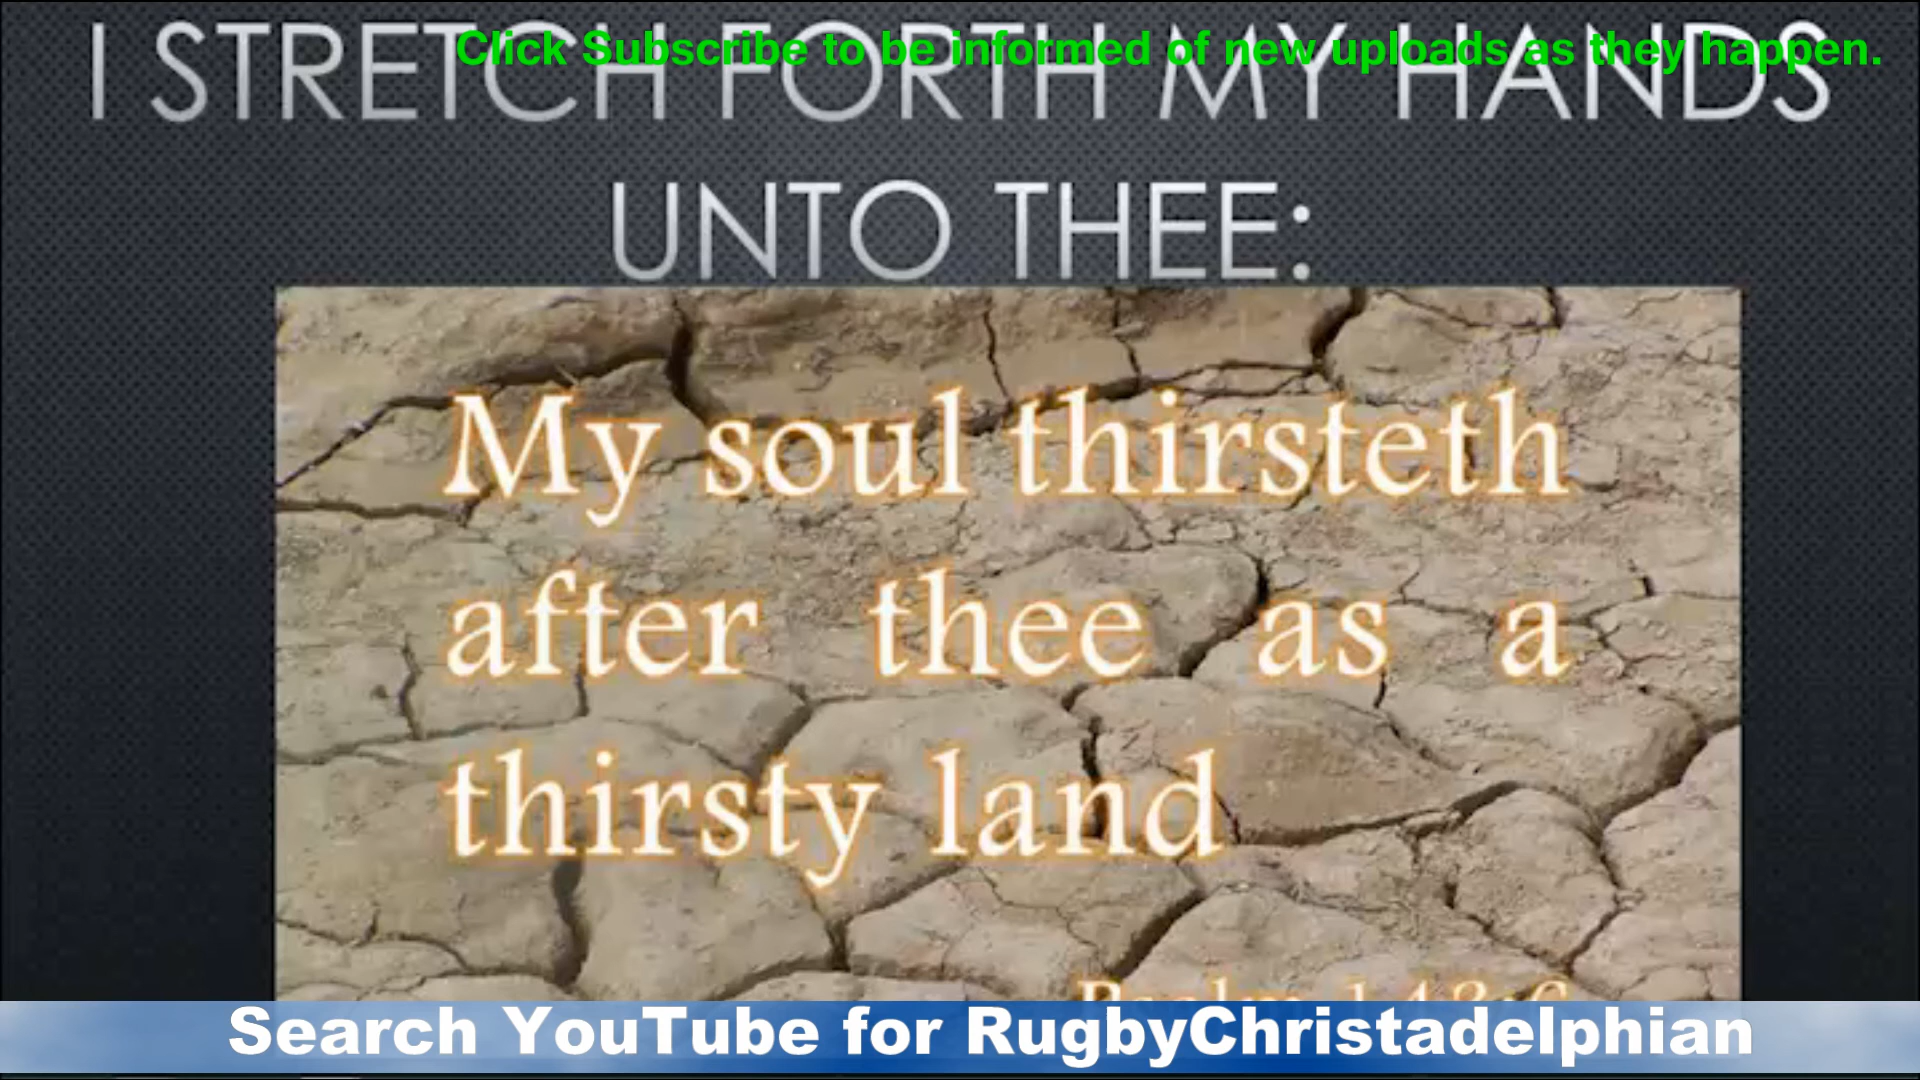 Click Subscribe to be informed of new uploads as they happen.
I STRETCH FORTH MY HANDS
UNTO THEE:
My soul thirsteth
after thee as a
thirsty land
Search YouTube for RugbyChristadelphian